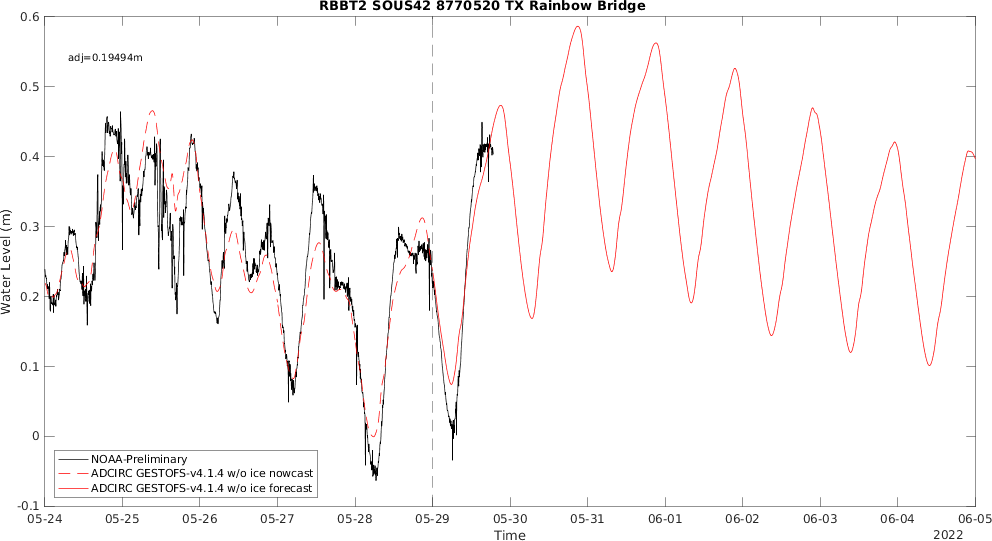 RBBT2 SOUS42 8770520 TX Rainbow Bridge
0.6
adj=0.19494m
0.5
0.4
0.3
0.2
0.1
0
-0.1
Water Level (m)
NOAA-Preliminary
ADCIRC GESTOFS-v4.1.4 w/o ice nowcast
ADCIRC GESTOFS-v4.1.4 w/o ice forecast
05-24 05-25 05-26 05-27 05-28 05-29 05-30 05-31 06-01 06-02 06-03 06-04 06-05
Time
2022